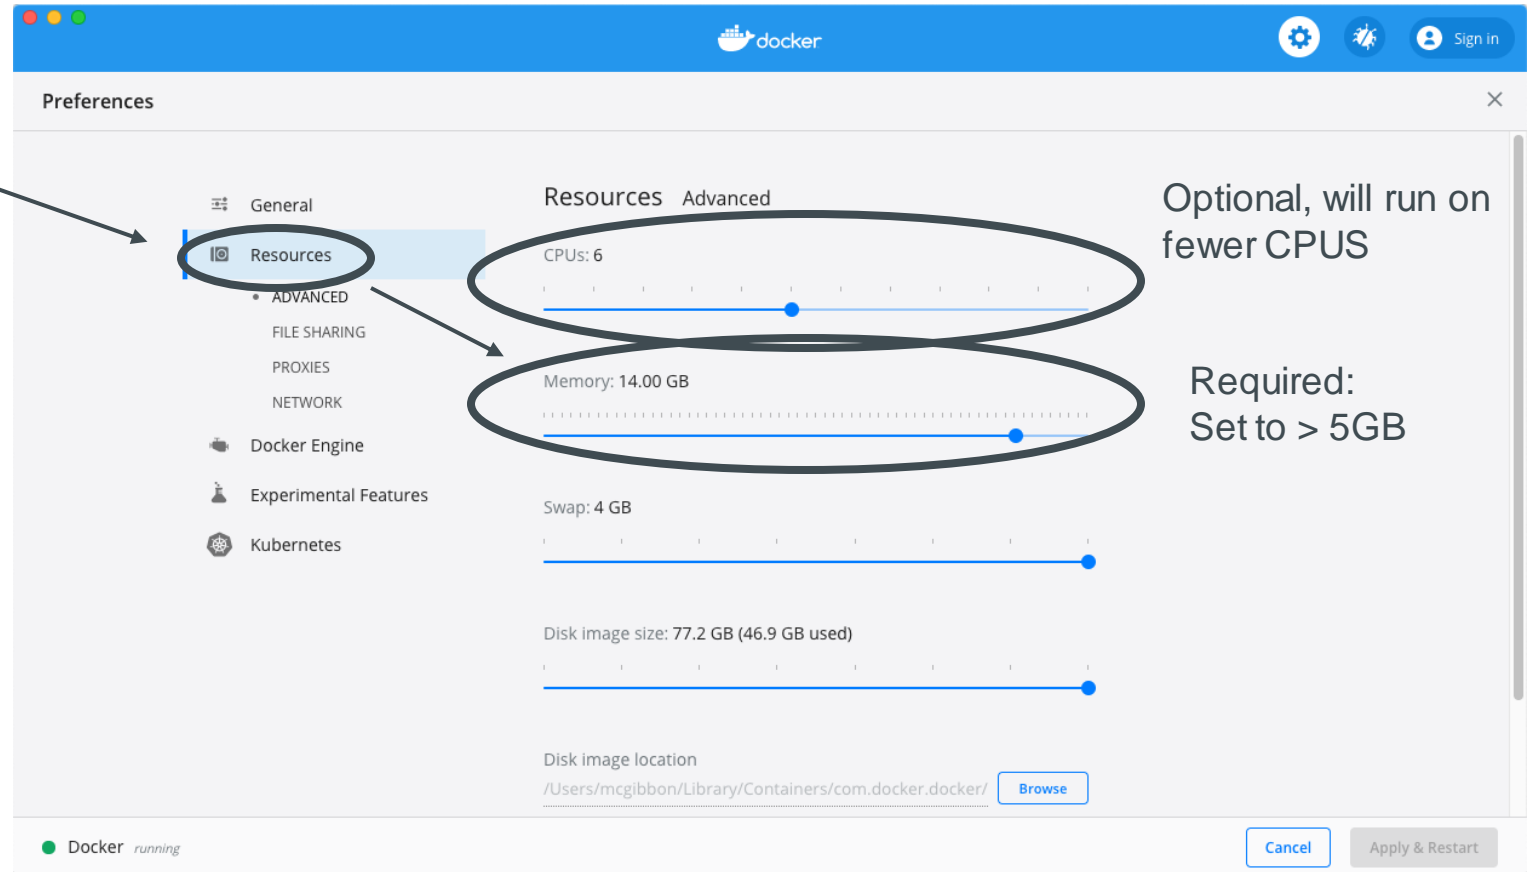 docker
Sign in
Preferences
General
Resources
ADVANCED
FILE SHARING
PROXIES
NETWORK
Docker Engine
Experimental Features
Kubernetes
Resources Advanced
CPUs: 6
Memory: 14.00 GB
Swap: 4 GB
Disk image size: 77.2 GB (46.9 GB used)
Disk image location
/Users/mcgibbon/Library/Containers/com.docker.docker/
Browse
Optional, will run on
fewer CPUS
Required:
Set to > 5GB
Docker running
Cancel
Apply & Restart